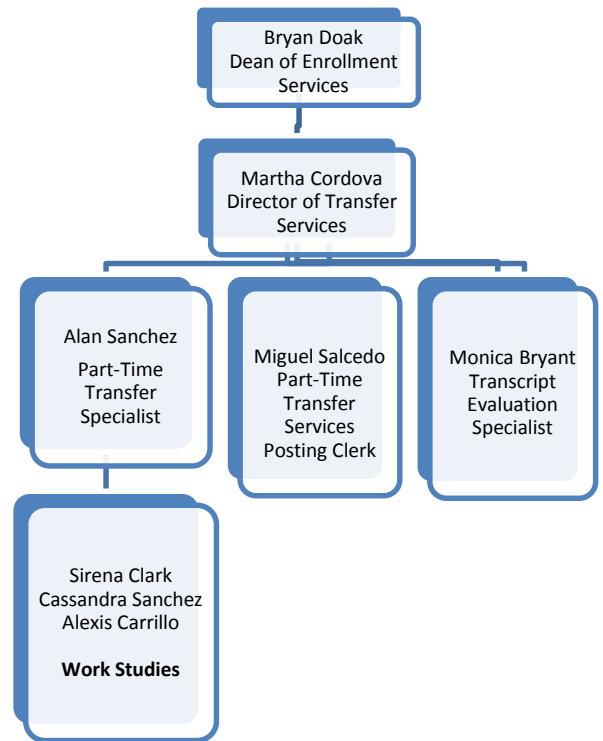 Bryan Doak
Dean of Enrollment
Services
Martha Cordova
Director of Transfer
Services
Alan Sanchez
Part-Time
Transfer
Specialist
Miguel Salcedo
Part-Time
Transfer
Services
Posting Clerk
Monica Bryant
Transcript
Evaluation
Specialist
Sirena Clark
Cassandra Sanchez
Alexis Carrillo
Work Studies